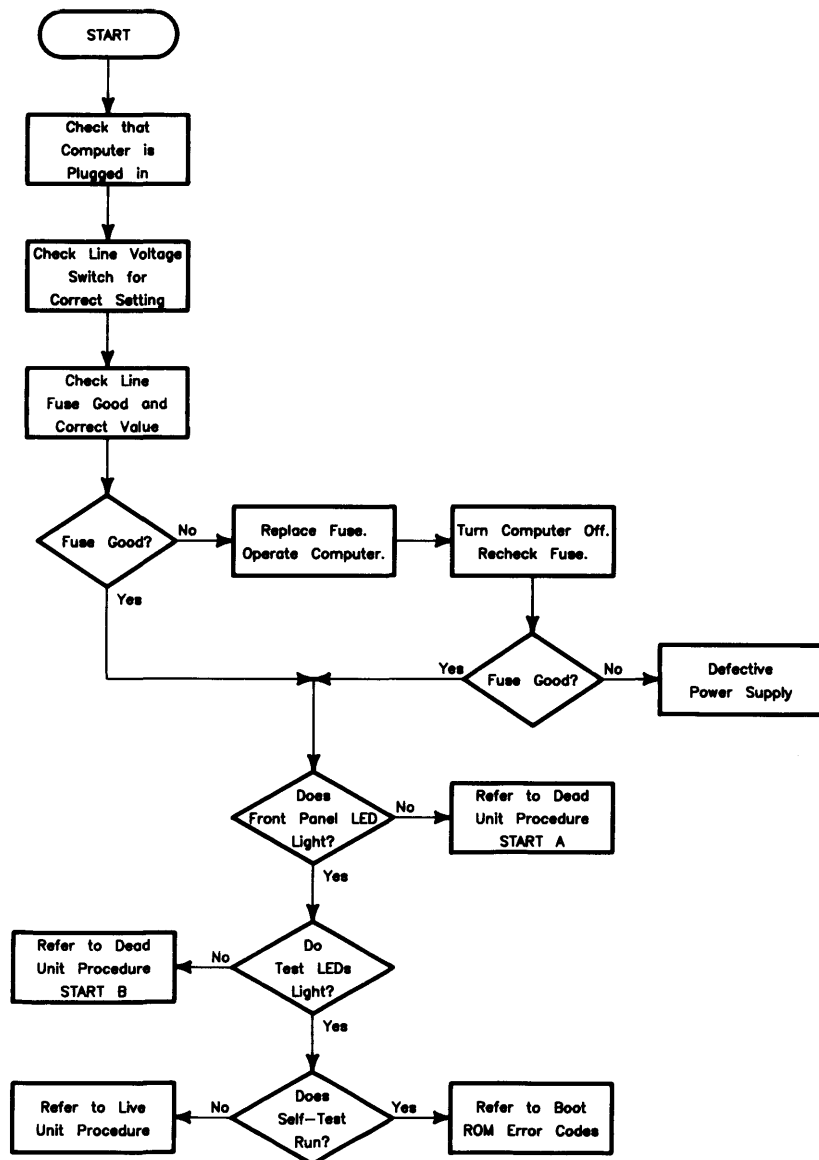 START
Check that
Computer is
Plugged in
Check Line Voltage
Switch for
Correct Setting
Check Line
Fuse Good and
Correct Value
Fuse Good?
No
Replace Fuse.
Operate Computer.
Turn Computer Off.
Recheck Fuse.
Yes
Yes
Fuse Good?
No
Defective
Power Supply
Does
Front Panel LED
Light?
No
Refer to Dead
Unit Procedure
START A
Yes
Refer to Dead
Unit Procedure
START B
No
Do
Test LEDs
Light?
Yes
Refer to Live
Unit Procedure
No
Does
Self-Test
Run?
Yes
Refer to Boot
ROM Error Codes